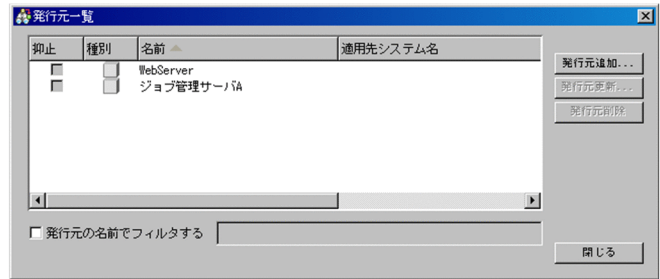 発行元一覧
抑止 種別 名前 適用先システム名
WebServer
ジョブ管理サーバA
発行元追加...
発行元更新...
発行元削除
発行元の名前でフィルタする
閉じる